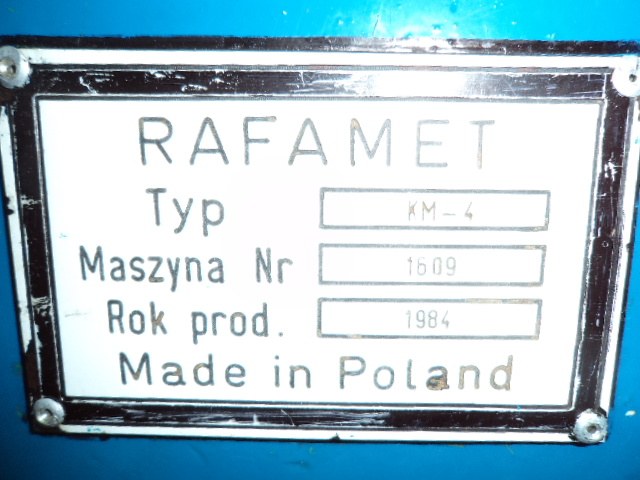 RAFAMET
Typ KM-4
Maszyna Nr 1609
Rok prod. 1984
Made in Poland